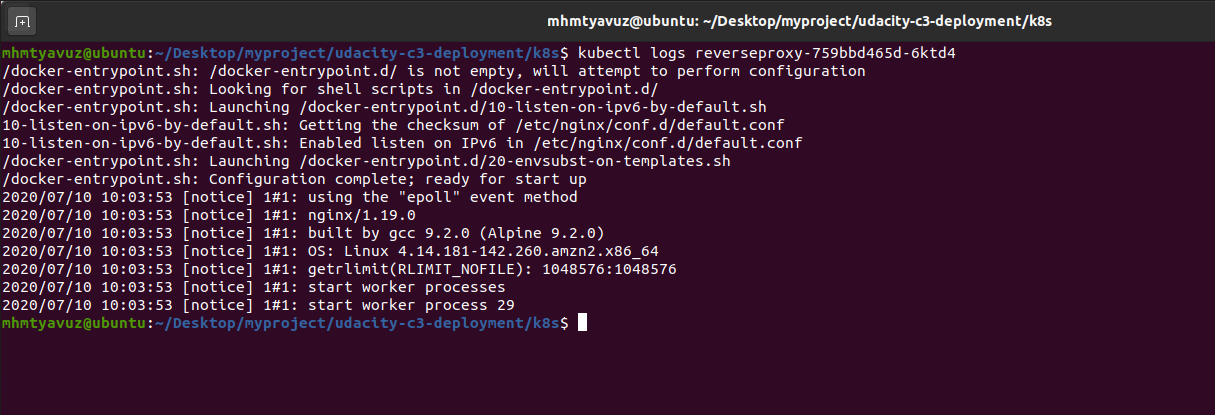 mhmtyavuz@ubuntu: ~/Desktop/myproject/udacity-c3-deployment/k8s
mhmtyavuz@ubuntu:~/Desktop/myproject/udacity-c3-deployment/k8s$ kubectl logs reverseproxy-759bbd465d-6ktd4
/docker-entrypoint.sh: /docker-entrypoint.d/ is not empty, will attempt to perform configuration
/docker-entrypoint.sh: Looking for shell scripts in /docker-entrypoint.d/
/docker-entrypoint.sh: Launching /docker-entrypoint.d/10-listen-on-ipv6-by-default.sh
10-listen-on-ipv6-by-default.sh: Getting the checksum of /etc/nginx/conf.d/default.conf
10-listen-on-ipv6-by-default.sh: Enabled listen on IPv6 in /etc/nginx/conf.d/default.conf
/docker-entrypoint.sh: Launching /docker-entrypoint.d/20-envsubst-on-templates.sh
/docker-entrypoint.sh: Configuration complete; ready for start up
2020/07/10 10:03:53 [notice] 1#1: using the "epoll" event method
2020/07/10 10:03:53 [notice] 1#1: nginx/1.19.0
2020/07/10 10:03:53 [notice] 1#1: built by gcc 9.2.0 (Alpine 9.2.0)
2020/07/10 10:03:53 [notice] 1#1: OS: Linux 4.14.181-142.260.amzn2.x86_64
2020/07/10 10:03:53 [notice] 1#1: getrlimit(RLIMIT_NOFILE): 1048576:1048576
2020/07/10 10:03:53 [notice] 1#1: start worker processes
2020/07/10 10:03:53 [notice] 1#1: start worker process 29
mhmtyavuz@ubuntu:~/Desktop/myproject/udacity-c3-deployment/k8s$